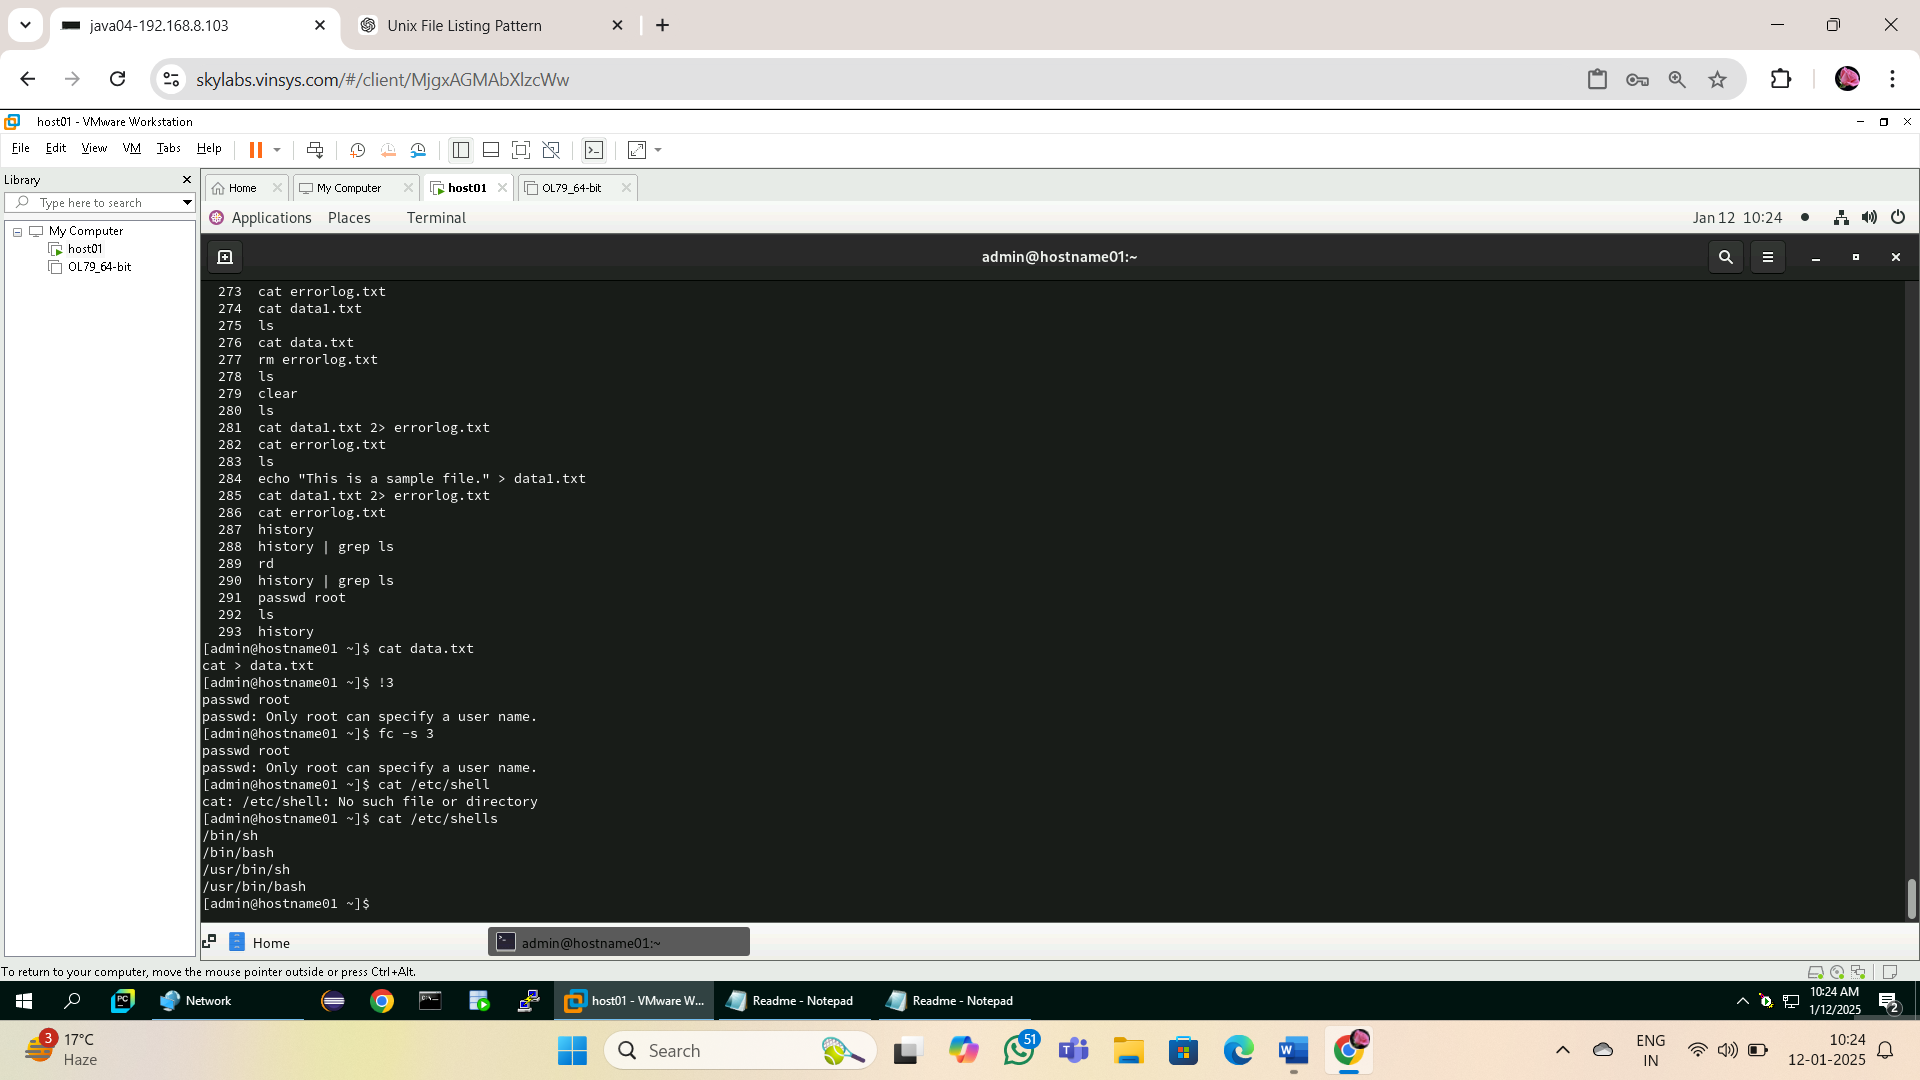 java04-192.168.8.103
Unix File Listing Pattern
skylabs.vinsys.com/#/client/MjgxAGMAbXlzcWw
host01 - VMware Workstation
File Edit View VM Tabs Help
Library
Type here to search
My Computer
host01
OL79_64-bit
Home
My Computer
host01
OL79_64-bit
Applications Places Terminal
Jan 12 10:24
admin@hostname01:~
273 cat errorlog.txt
274 cat data1.txt
275 ls
276 cat data.txt
277 rm errorlog.txt
278 ls
279 clear
280 ls
281 cat data1.txt 2> errorlog.txt
282 cat errorlog.txt
283 ls
284 echo "This is a sample file." > data1.txt
285 cat data1.txt 2> errorlog.txt
286 cat errorlog.txt
287 history
288 history | grep ls
289 rd
290 history | grep ls
291 passwd root
292 ls
293 history
[admin@hostname01 ~]$ cat data.txt
cat > data.txt
[admin@hostname01 ~]$ !3
passwd root
passwd: Only root can specify a user name.
[admin@hostname01 ~]$ fc -s 3
passwd root
passwd: Only root can specify a user name.
[admin@hostname01 ~]$ cat /etc/shell
cat: /etc/shell: No such file or directory
[admin@hostname01 ~]$ cat /etc/shells
/bin/sh
/bin/bash
/usr/bin/sh
/usr/bin/bash
[admin@hostname01 ~]$
Home
admin@hostname01:~
To return to your computer, move the mouse pointer outside or press Ctrl+Alt.
PC
Network
host01 - VMware W...
Readme - Notepad
Readme - Notepad
10:24 AM
1/12/2025
2
3
17°C
Haze
Search
51
ENG
IN
10:24
12-01-2025